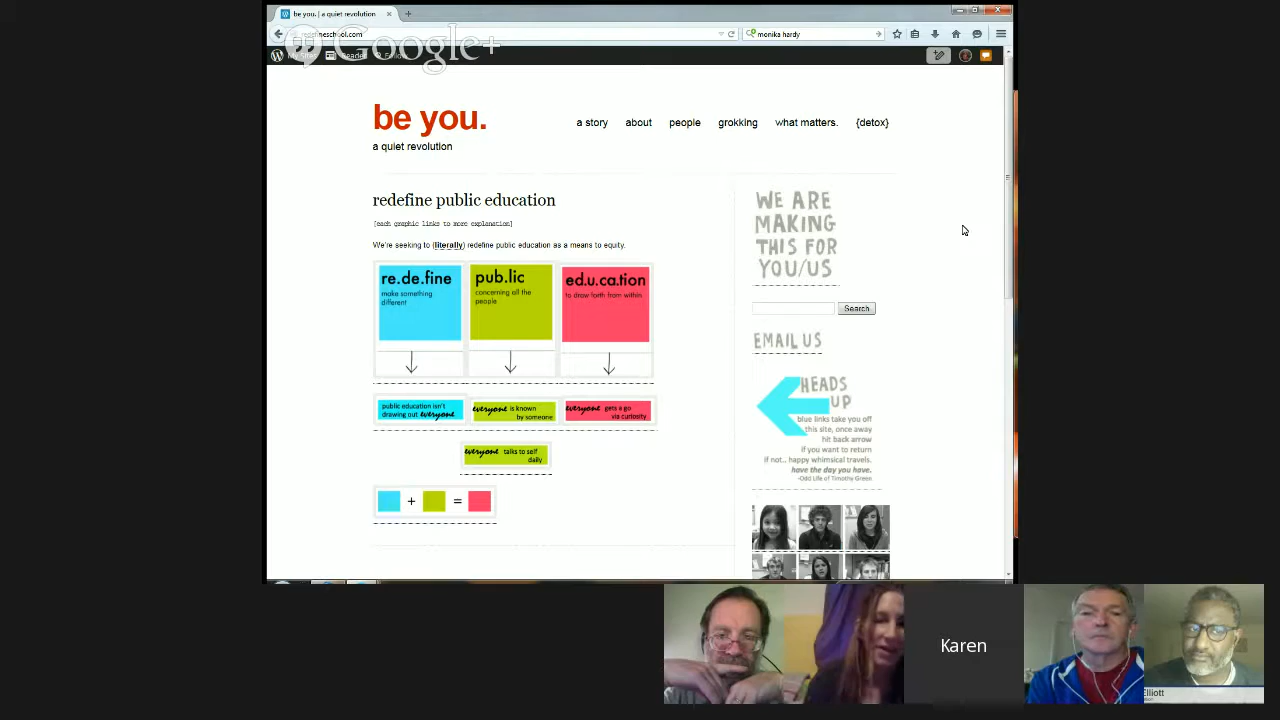 be you. | a quiet revolution
redefineschool.com
monika hardy
Google+
be you.
a quiet revolution
a story
about
people
grokking
what matters.
{detox}
redefine public education
[each graphic links to more explanation]
We're seeking to (literally) redefine public education as a means to equity.
re.de.fine
make something
different
pub.lic
concerning all the
people
ed.u.ca.tion
to draw forth from within
public education isn't
drawing out everyone
everyone is known
by someone
everyone gets a go
via curiosity
everyone talks to self
daily
+ =
WE ARE
MAKING
THIS FOR
YOU/US
Search
EMAIL US
HEADS
UP
blue links take you off
this site, once away
hit back arrow
if you want to return
if not.. happy whimsical travels.
have the day you have.
-Odd Life of Timothy Green
Karen
Elliott